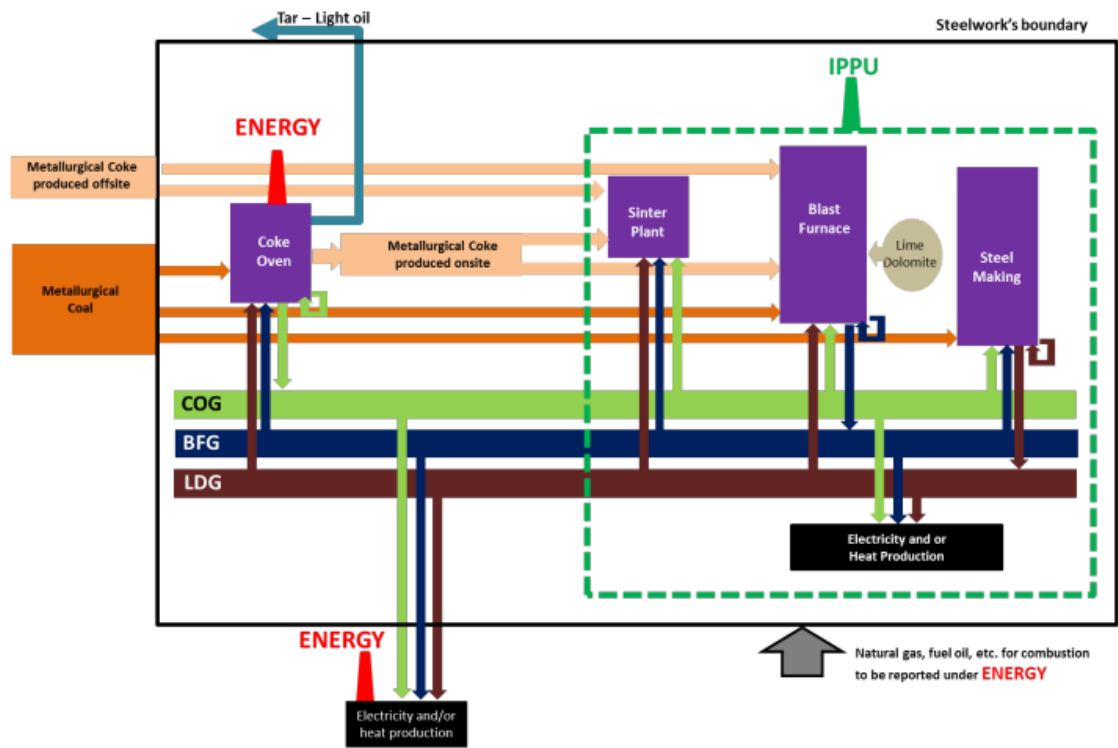 Tar – Light oil
Steelwork's boundary
IPPU
ENERGY
Metallurgical Coke
produced offsite
Sinter
Plant
Blast
Furnace
Coke
Oven
Metallurgical Coke
produced onsite
Lime
Dolomite
Steel
Making
Metallurgical
Coal
COG
BFG
LDG
Electricity and or
Heat Production
ENERGY
Natural gas, fuel oil, etc. for combustion
to be reported under ENERGY
Electricity and/or
heat production